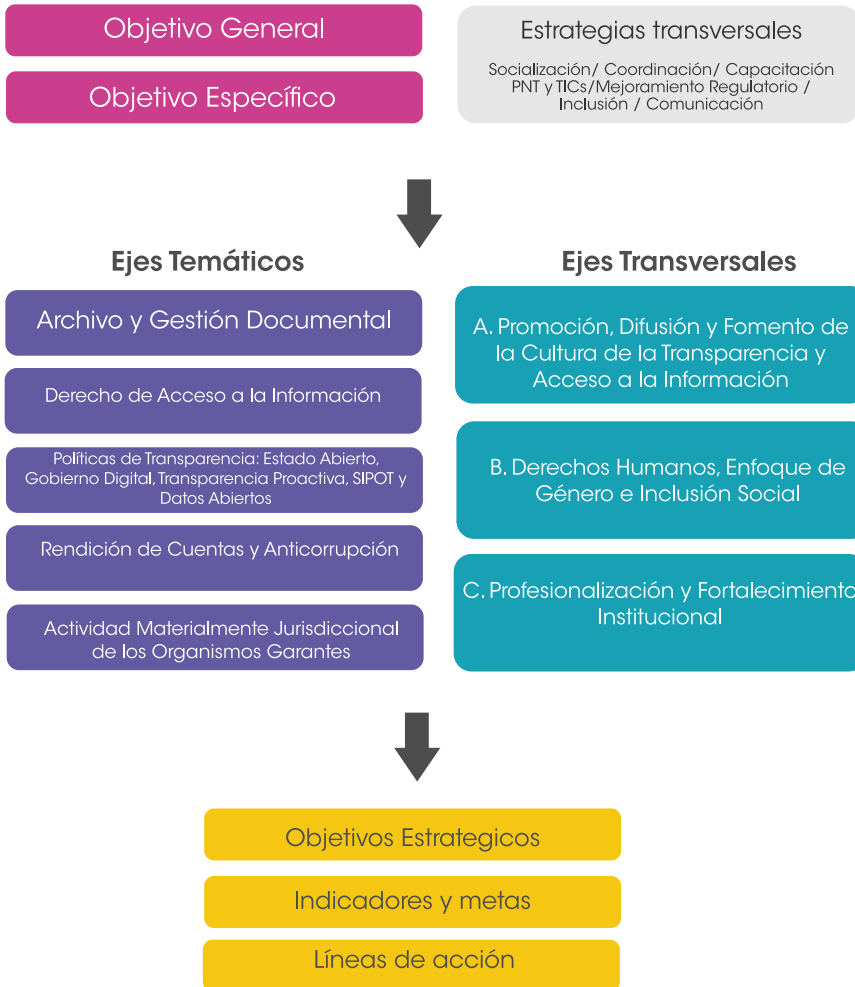 Objetivo General
Objetivo Específico
Estrategias transversales
Socialización/ Coordinación/ Capacitación
PNT y TICs/Mejoramiento Regulatorio /
Inclusión / Comunicación
Ejes Temáticos
Archivo y Gestión Documental
Derecho de Acceso a la Información
Políticas de Transparencia: Estado Abierto,
Gobierno Digital, Transparencia Proactiva, SIPOT y
Datos Abiertos
Rendición de Cuentas y Anticorrupción
Actividad Materialmente Jurisdiccional
de los Organismos Garantes
Ejes Transversales
A. Promoción, Difusión y Fomento de
la Cultura de la Transparencia y
Acceso a la Información
B. Derechos Humanos, Enfoque de
Género e Inclusión Social
C. Profesionalización y Fortalecimiento
Institucional
Objetivos Estrategicos
Indicadores y metas
Líneas de acción